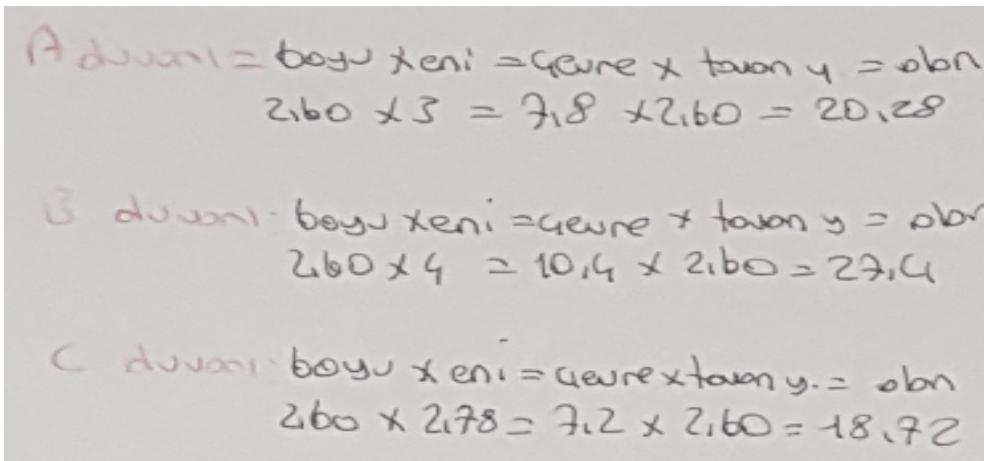 A duvarı = boyu x eni = çevre x tavan y = alan
2,60 x 3 = 7,8 x 2,60 = 20,28
B duvarı: boyu x eni = çevre x tavan y = alan
2,60 x 4 = 10,4 x 2,60 = 27,4
C duvarı: boyu x eni = çevre x tavan y. = alan
2,60 x 2,78 = 7.2 x 2,60 = 18,72